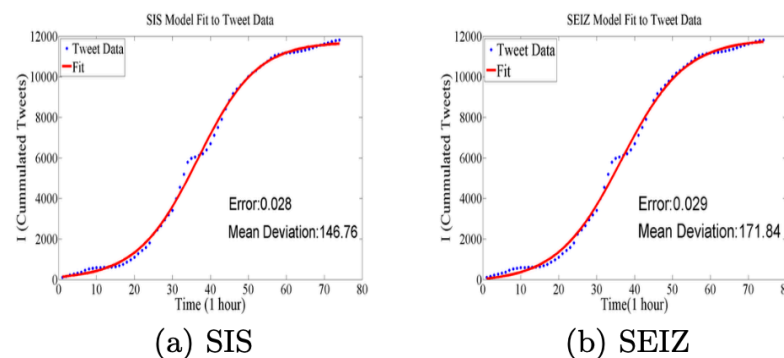 SIS Model Fit to Tweet Data
12000
10000
8000
6000
4000
2000
0
I (Cummulated Tweets)
Tweet Data
Fit
Error:0.028
Mean Deviation:146.76
0 10 20 30 40 50 60 70 80
Time (1 hour)
(a) SIS
SEIZ Model Fit to Tweet Data
12000
10000
8000
6000
4000
2000
0
I (Cummulated Tweets)
Tweet Data
Fit
Error:0.029
Mean Deviation:171.84
0 10 20 30 40 50 60 70 80
Time(1 hour)
(b) SEIZ